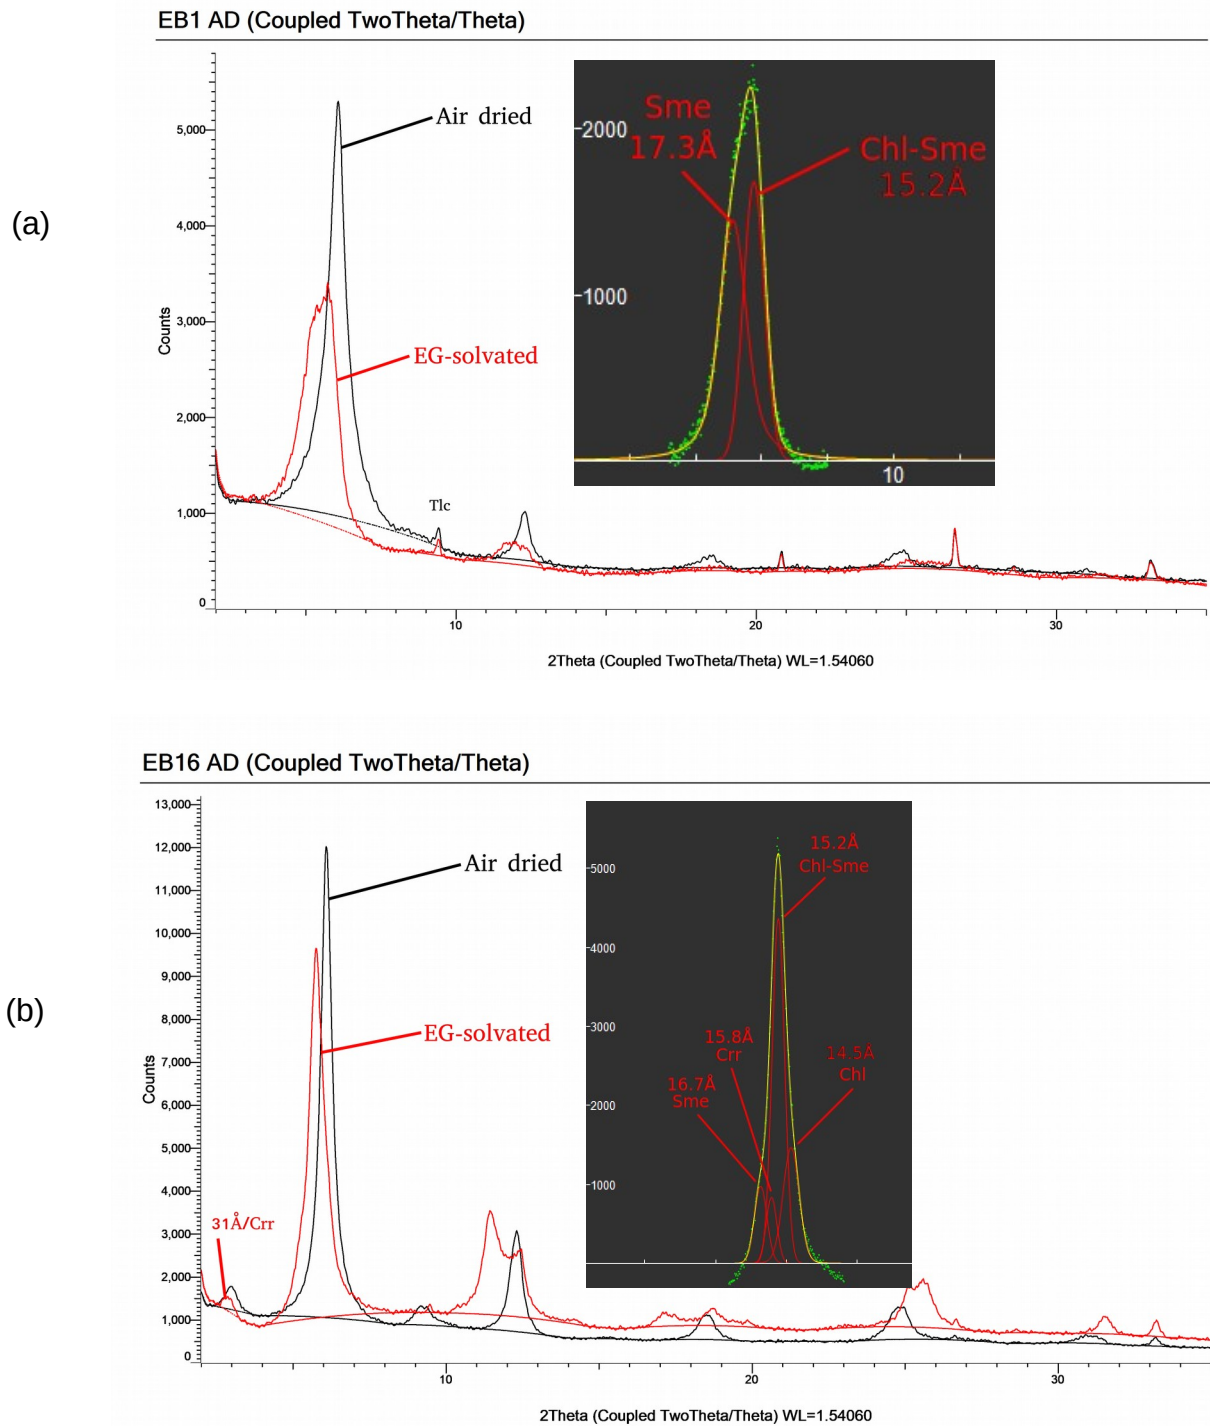 EB1 AD (Coupled TwoTheta/Theta)
(a)
Counts
5,000
4,000
3,000
2,000
1,000
0
Air dried
EG-solvated
Tlc
2000
1000
Sme
17.3Å
Chl-Sme
15.2Å
10
10
20
30
2Theta (Coupled TwoTheta/Theta) WL=1.54060
EB16 AD (Coupled TwoTheta/Theta)
(b)
Counts
13,000
12,000
11,000
10,000
9,000
8,000
7,000
6,000
5,000
4,000
3,000
2,000
1,000
0
Air dried
EG-solvated
31Å/Crr
5000
4000
3000
2000
1000
15.2Å
Chl-Sme
15.8Å
Crr
14.5Å
Chl
16.7Å
Sme
10
20
30
2Theta (Coupled TwoTheta/Theta) WL=1.54060